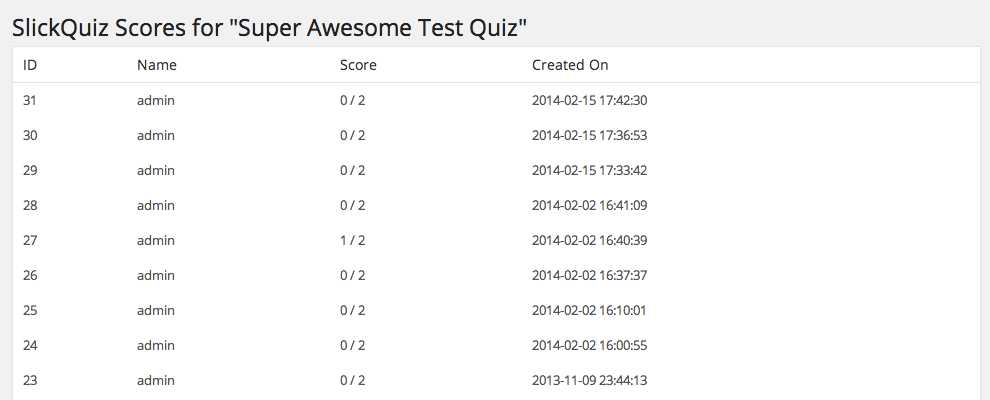 SlickQuiz Scores for "Super Awesome Test Quiz"
ID Name Score Created On
31 admin 0 / 2 2014-02-15 17:42:30
30 admin 0 / 2 2014-02-15 17:36:53
29 admin 0 / 2 2014-02-15 17:33:42
28 admin 0 / 2 2014-02-02 16:41:09
27 admin 1 / 2 2014-02-02 16:40:39
26 admin 0 / 2 2014-02-02 16:37:37
25 admin 0 / 2 2014-02-02 16:10:01
24 admin 0 / 2 2014-02-02 16:00:55
23 admin 0 / 2 2013-11-09 23:44:13